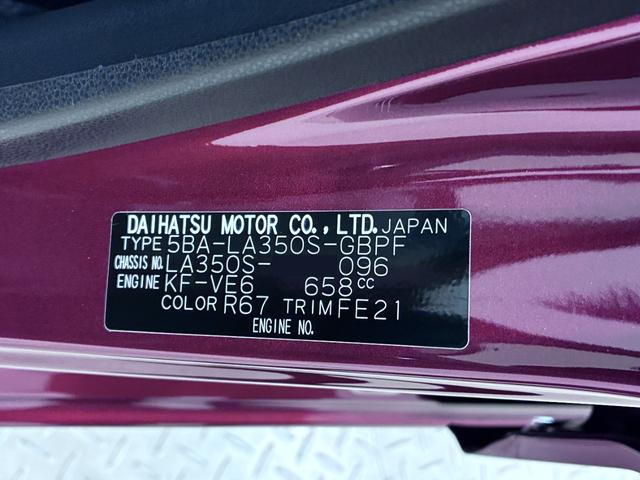 DAIHATSU MOTOR CO., LTD. JAPAN
TYPE 5BA-LA350S-GBPF
CHASSIS NO. LA350S- 096
ENGINE KF-VE6 658CC
COLOR R67 TRIM FE21
ENGINE NO.